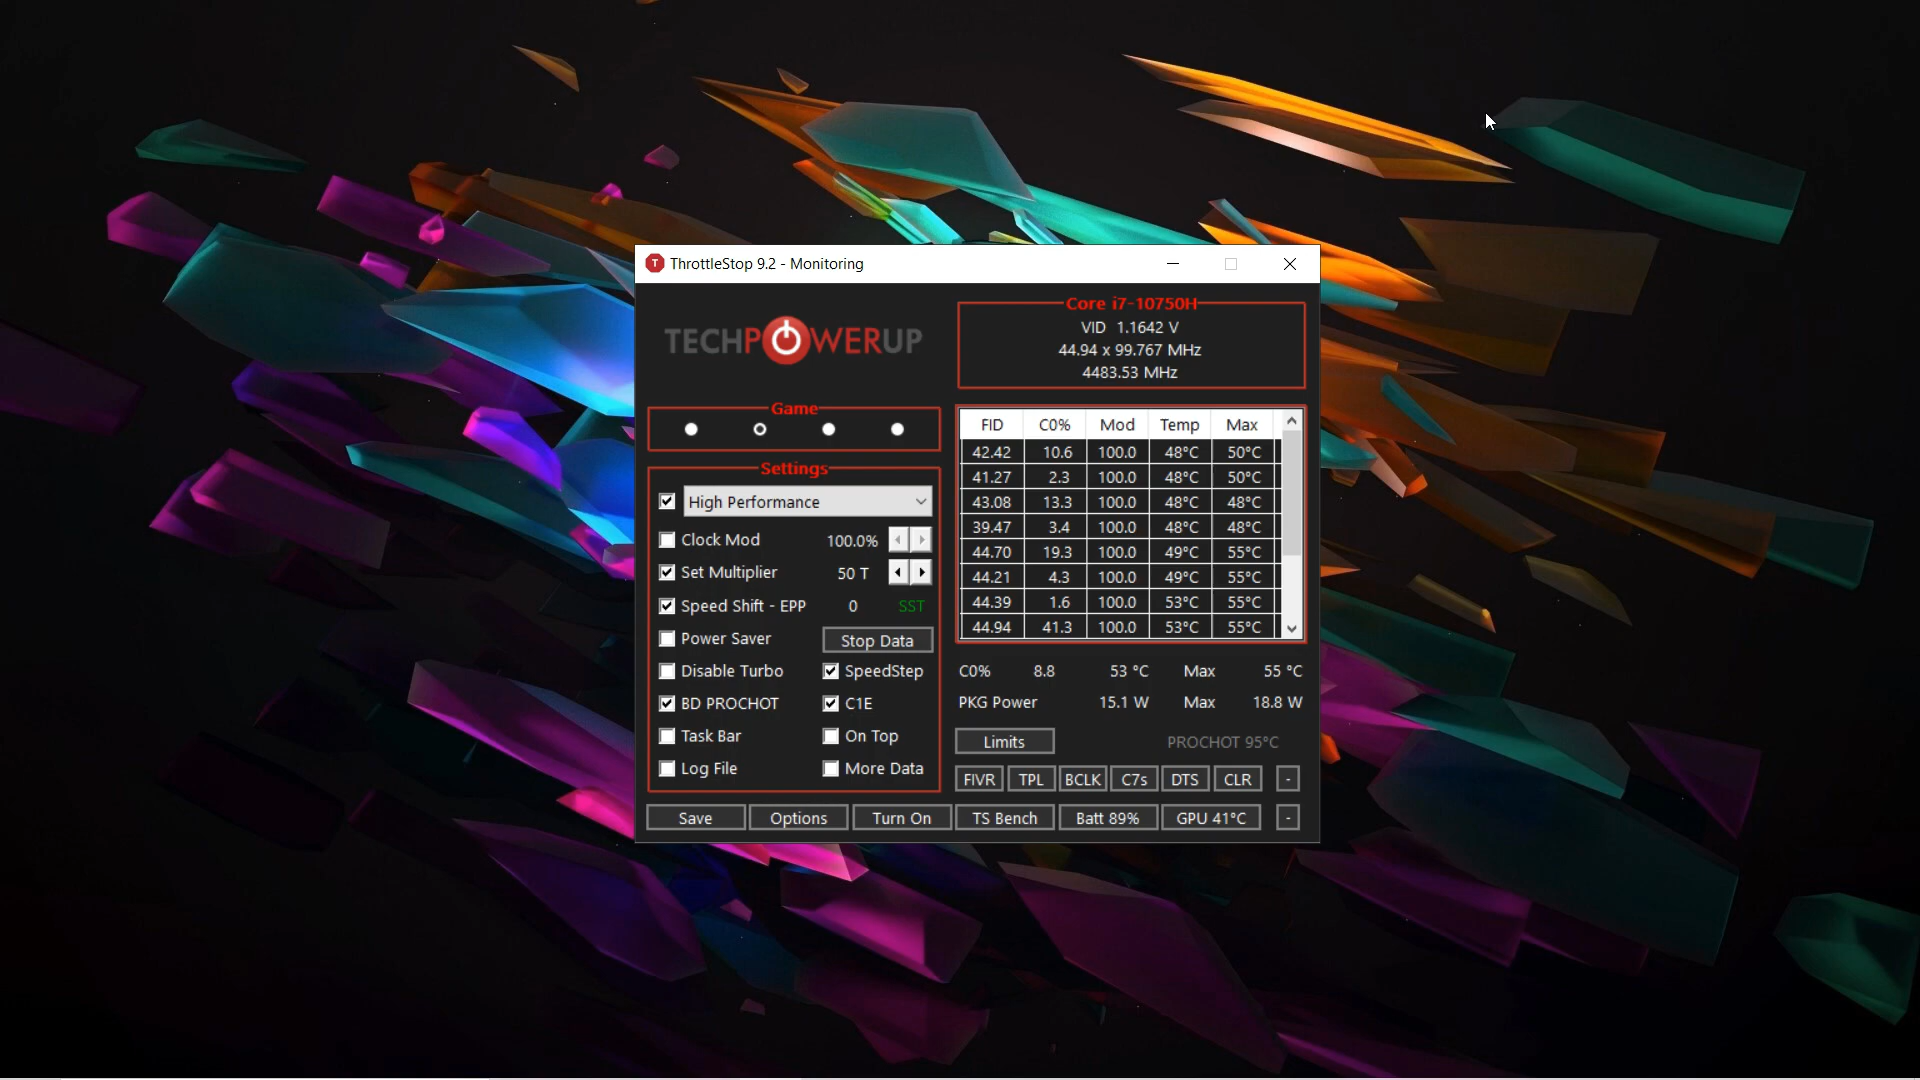 ThrottleStop 9.2 - Monitoring
TECHPOWERUP
Core i7-10750H
VID 1.1642 V
44.94 x 99.767 MHz
4483.53 MHz
Game
Settings
High Performance
Clock Mod 100.0%
Set Multiplier 50 T
Speed Shift - EPP 0 SST
Power Saver Stop Data
Disable Turbo SpeedStep
BD PROCHOT C1E
Task Bar On Top
Log File More Data
FID C0% Mod Temp Max
42.42 10.6 100.0 48°C 50°C
41.27 2.3 100.0 48°C 50°C
43.08 13.3 100.0 48°C 48°C
39.47 3.4 100.0 48°C 48°C
44.70 19.3 100.0 49°C 55°C
44.21 4.3 100.0 49°C 55°C
44.39 1.6 100.0 53°C 55°C
44.94 41.3 100.0 53°C 55°C
C0% 8.8 53 °C Max 55 °C
PKG Power 15.1 W Max 18.8 W
Limits PROCHOT 95°C
FIVR TPL BCLK C7s DTS CLR -
Save Options Turn On TS Bench Batt 89% GPU 41°C -